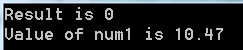 Result is 0
Value of num1 is 10.47